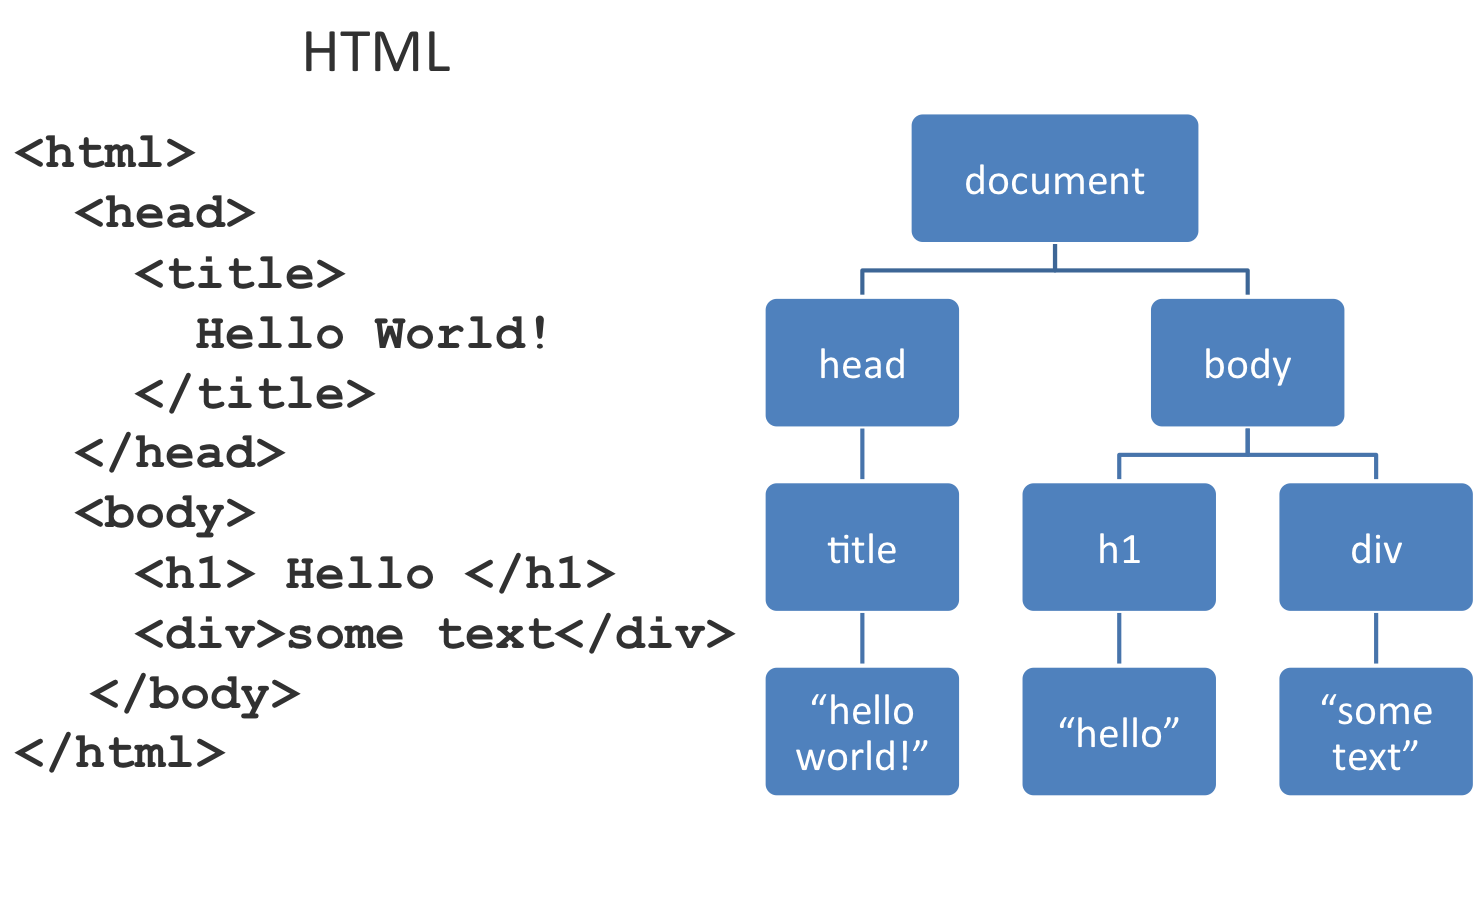 HTML
<html>
<head>
<title>
Hello World!
</title>
</head>
<body>
<h1> Hello </h1>
<div>some text</div>
</body>
</html>
document
head
body
title
h1
div
“hello
world!”
“hello”
“some
text”